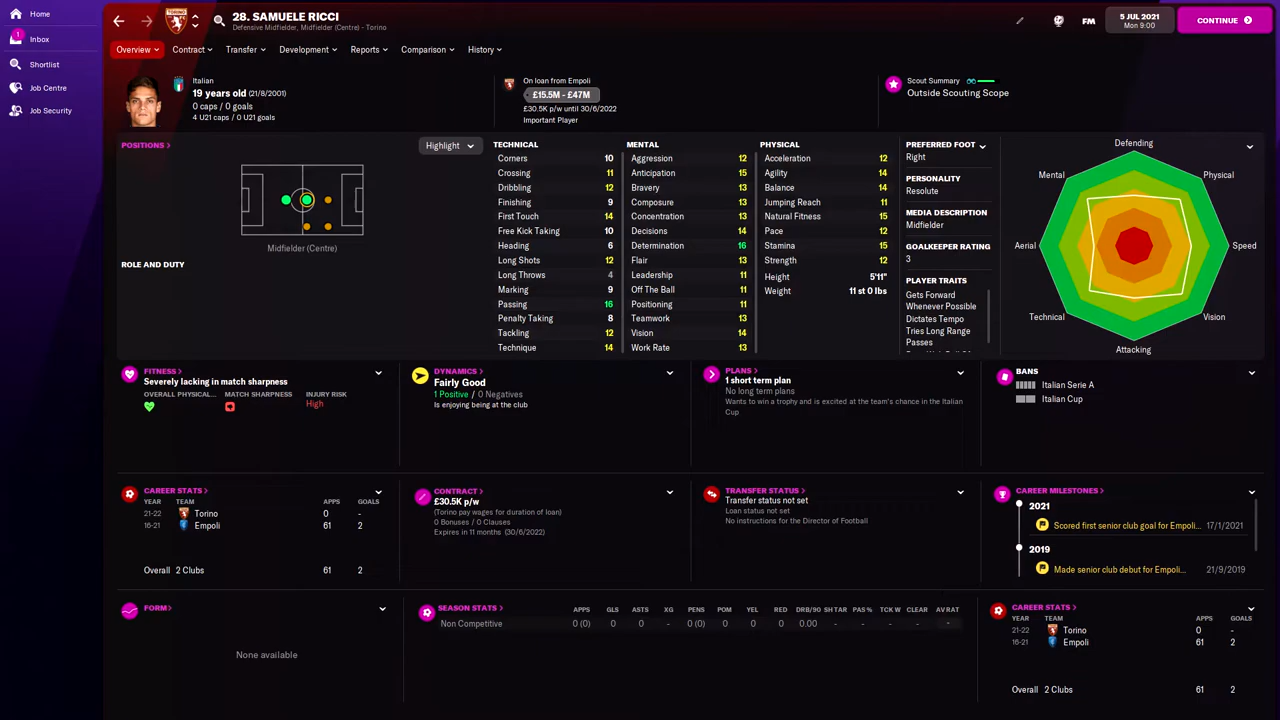 Home
Inbox
1
Shortlist
Job Centre
Job Security
TORINO
28. SAMUELE RICCI
Defensive Midfielder, Midfielder (Centre) - Torino
FM
5 JUL 2021
Mon 9:00
CONTINUE
Overview
Contract
Transfer
Development
Reports
Comparison
History
Italian
19 years old (21/8/2001)
0 caps / 0 goals
4 U21 caps / 0 U21 goals
On loan from Empoli
£15.5M - £47M
£30.5K p/w until 30/6/2022
Important Player
Scout Summary
Outside Scouting Scope
POSITIONS
Highlight
Midfielder (Centre)
ROLE AND DUTY
TECHNICAL
Corners 10
Crossing 11
Dribbling 12
Finishing 9
First Touch 14
Free Kick Taking 10
Heading 6
Long Shots 12
Long Throws 4
Marking 9
Passing 16
Penalty Taking 8
Tackling 12
Technique 14
MENTAL
Aggression 12
Anticipation 15
Bravery 13
Composure 13
Concentration 13
Decisions 14
Determination 16
Flair 13
Leadership 11
Off The Ball 11
Positioning 11
Teamwork 13
Vision 14
Work Rate 13
PHYSICAL
Acceleration 12
Agility 14
Balance 14
Jumping Reach 11
Natural Fitness 15
Pace 12
Stamina 15
Strength 12
Height 5'11"
Weight 11 st 0 lbs
PREFERRED FOOT
Right
PERSONALITY
Resolute
MEDIA DESCRIPTION
Midfielder
GOALKEEPER RATING
3
PLAYER TRAITS
Gets Forward
Whenever Possible
Dictates Tempo
Tries Long Range
Passes
Defending
Physical
Speed
Vision
Attacking
Technical
Aerial
Mental
FITNESS
Severely lacking in match sharpness
OVERALL PHYSICAL...
MATCH SHARPNESS
INJURY RISK
High
DYNAMICS
Fairly Good
1 Positive / 0 Negatives
Is enjoying being at the club
PLANS
1 short term plan
No long term plans
Wants to win a trophy and is excited at the team's chance in the Italian
Cup
BANS
Italian Serie A
Italian Cup
CAREER STATS
YEAR TEAM APPS GOALS
21-22 Torino 0 -
16-21 Empoli 61 2
Overall 2 Clubs 61 2
CONTRACT
£30.5K p/w
(Torino pay wages for duration of loan)
0 Bonuses / 0 Clauses
Expires in 11 months (30/6/2022)
TRANSFER STATUS
Transfer status not set
Loan status not set
No instructions for the Director of Football
CAREER MILESTONES
2021
Scored first senior club goal for Empoli... 17/1/2021
2019
Made senior club debut for Empoli... 21/9/2019
FORM
None available
SEASON STATS APPS GLS ASTS XG PENS POM YEL RED DRB/90 SH TAR PAS % TCK W CLEAR AV RAT
Non Competitive 0 (0) 0 0 - 0 (0) 0 0 0 0.00 - - - - -
CAREER STATS
YEAR TEAM APPS GOALS
21-22 Torino 0 -
16-21 Empoli 61 2
Overall 2 Clubs 61 2